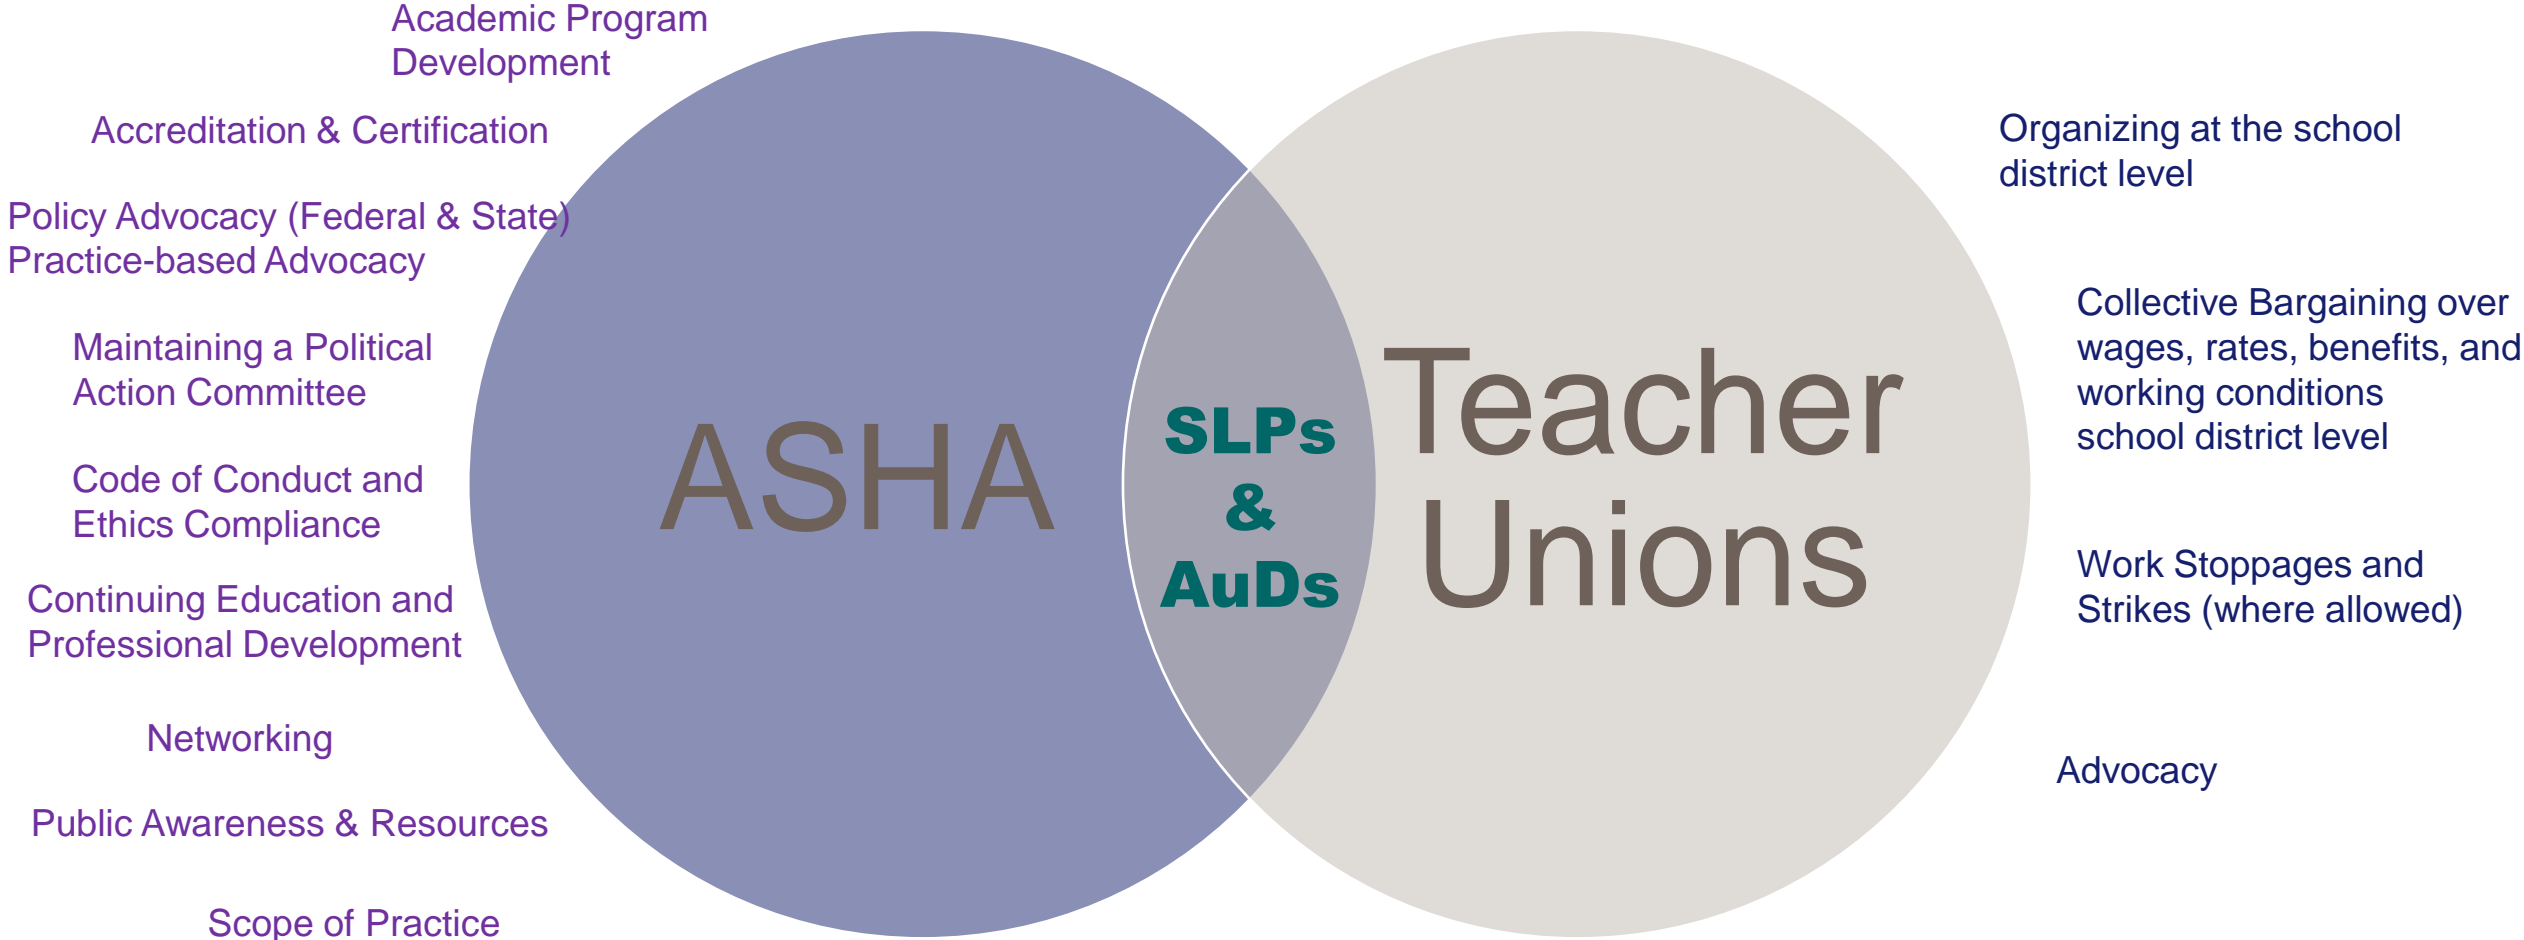 Academic Program
Development
Accreditation & Certification
Policy Advocacy (Federal & State)
Practice-based Advocacy
Maintaining a Political
Action Committee
Code of Conduct and
Ethics Compliance
Continuing Education and
Professional Development
Networking
Public Awareness & Resources
Scope of Practice
ASHA
SLPs
&
AuDs
Teacher
Unions
Organizing at the school
district level
Collective Bargaining over
wages, rates, benefits, and
working conditions
school district level
Work Stoppages and
Strikes (where allowed)
Advocacy